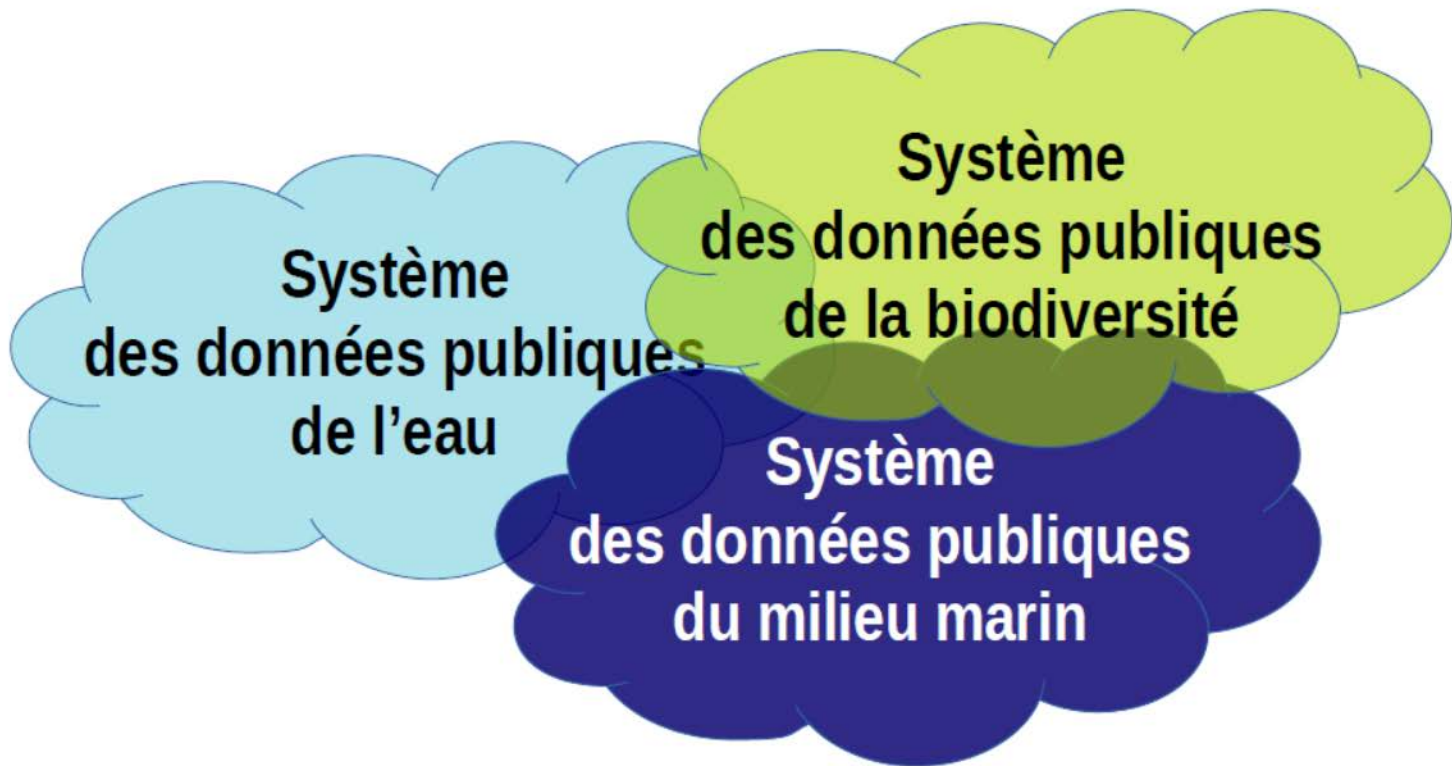 Système
des données publiques
de l’eau
Système
des données publiques
de la biodiversité
Système
des données publiques
du milieu marin